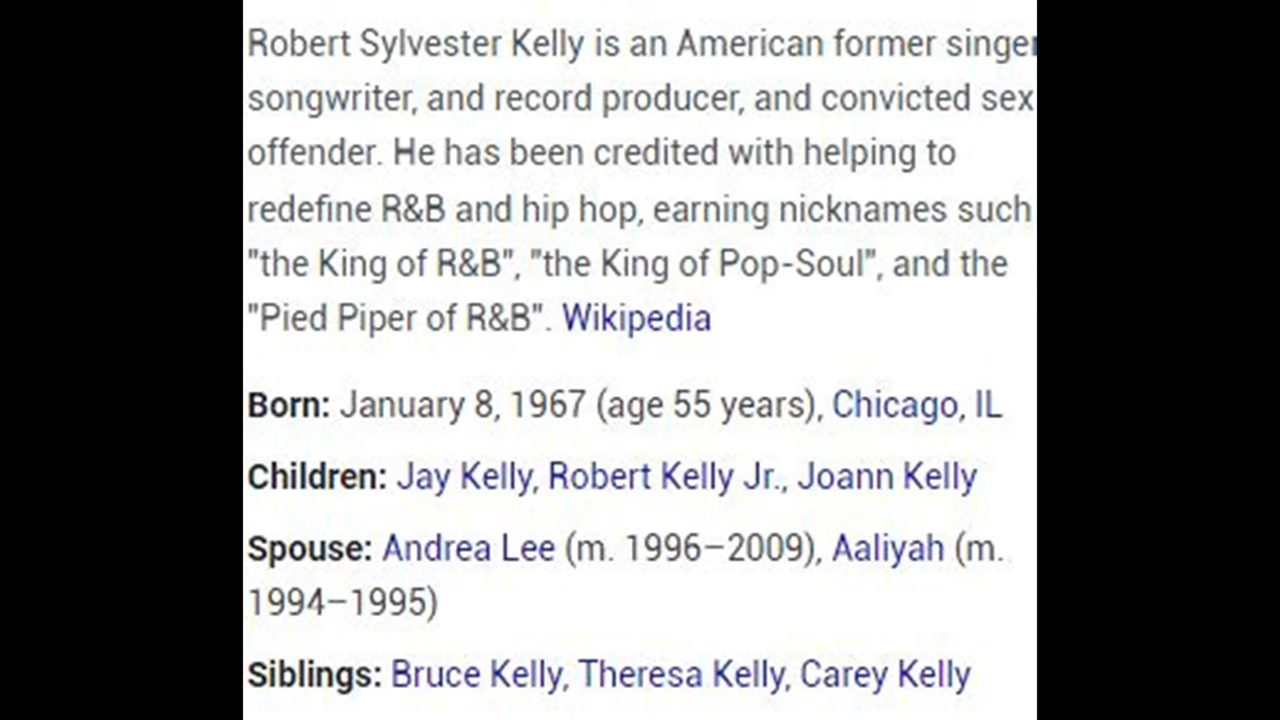 Robert Sylvester Kelly is an American former singer
songwriter, and record producer, and convicted sex
offender. He has been credited with helping to
redefine R&B and hip hop, earning nicknames such
"the King of R&B", "the King of Pop-Soul", and the
"Pied Piper of R&B". Wikipedia
Born: January 8, 1967 (age 55 years), Chicago, IL
Children: Jay Kelly, Robert Kelly Jr., Joann Kelly
Spouse: Andrea Lee (m. 1996–2009), Aaliyah (m.
1994–1995)
Siblings: Bruce Kelly, Theresa Kelly, Carey Kelly